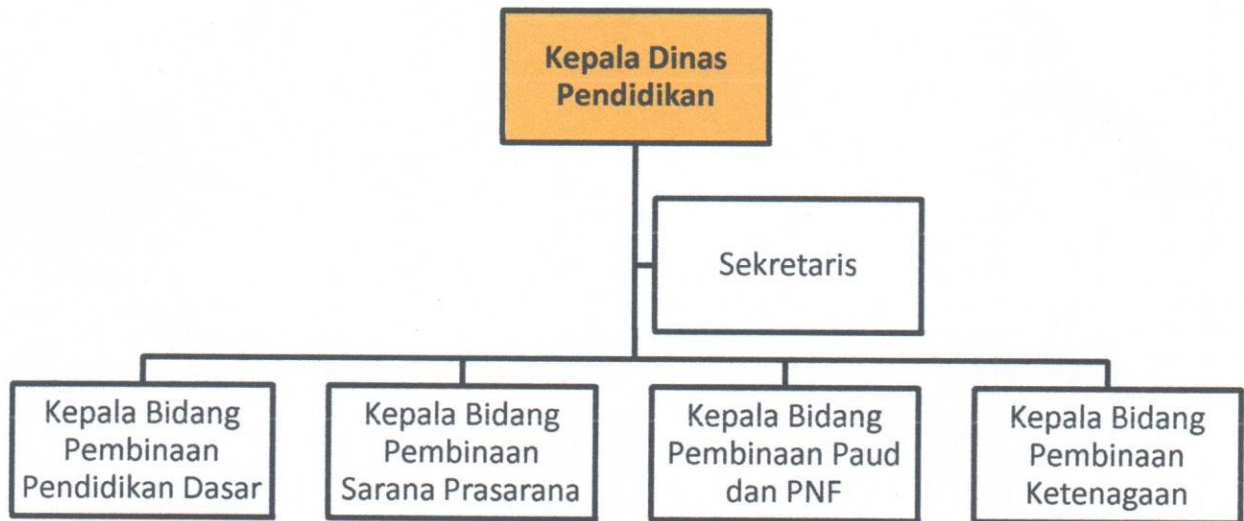 Kepala Dinas
Pendidikan
Sekretaris
Kepala Bidang
Pembinaan
Pendidikan Dasar
Kepala Bidang
Pembinaan
Sarana Prasarana
Kepala Bidang
Pembinaan Paud
dan PNF
Kepala Bidang
Pembinaan
Ketenagaan